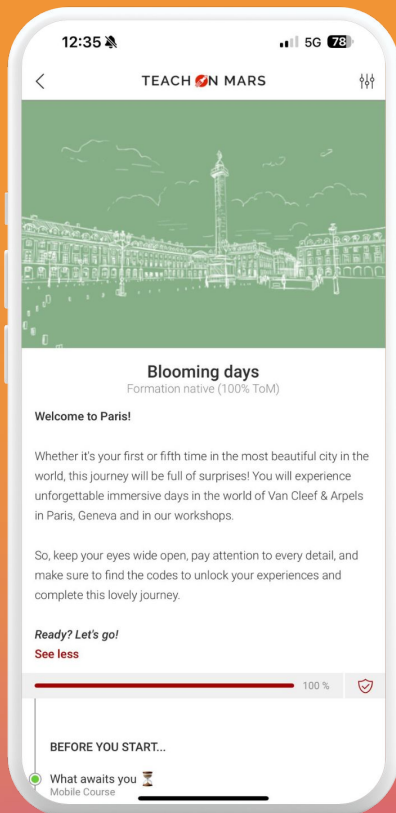 12:35
5G 78
TEACH ON MARS
Blooming days
Formation native (100% ToM)
Welcome to Paris!
Whether it's your first or fifth time in the most beautiful city in the
world, this journey will be full of surprises! You will experience
unforgettable immersive days in the world of Van Cleef & Arpels
in Paris, Geneva and in our workshops.
So, keep your eyes wide open, pay attention to every detail, and
make sure to find the codes to unlock your experiences and
complete this lovely journey.
Ready? Let's go!
See less
100 %
BEFORE YOU START...
What awaits you ⏳
Mobile Course